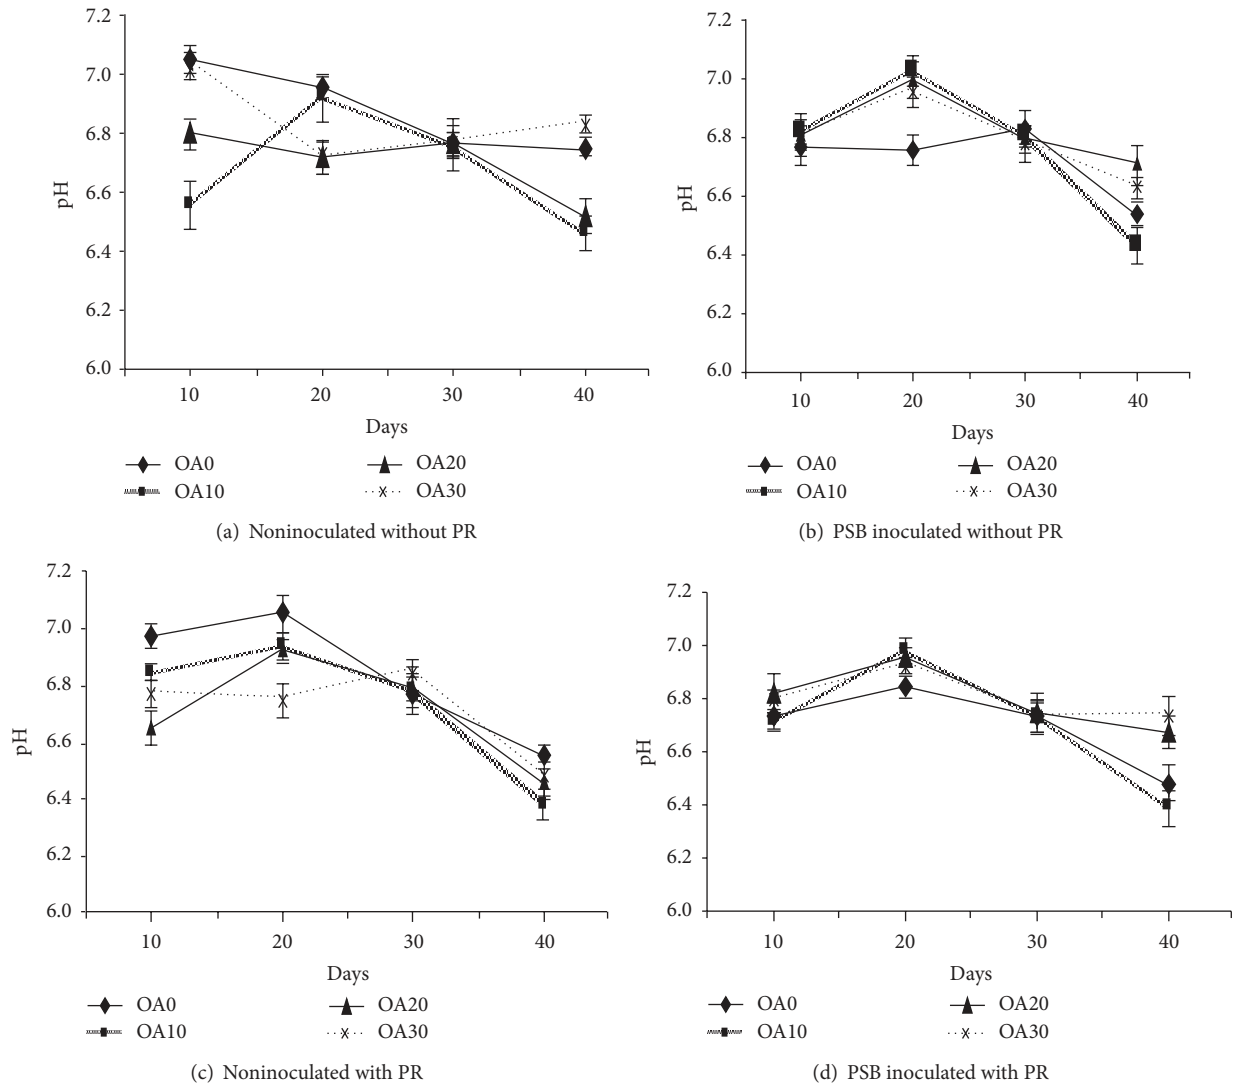 7.2
7.0
6.8
6.6
6.4
6.2
6.0
pH
10 20 30 40
Days
OA0 OA20
OA10 OA30
(a) Noninoculated without PR
7.2
7.0
6.8
6.6
6.4
6.2
6.0
pH
10 20 30 40
Days
OA0 OA20
OA10 OA30
(b) PSB inoculated without PR
7.2
7.0
6.8
6.6
6.4
6.2
6.0
pH
10 20 30 40
Days
OA0 OA20
OA10 OA30
(c) Noninoculated with PR
7.2
7.0
6.8
6.6
6.4
6.2
6.0
pH
10 20 30 40
Days
OA0 OA20
OA10 OA30
(d) PSB inoculated with PR